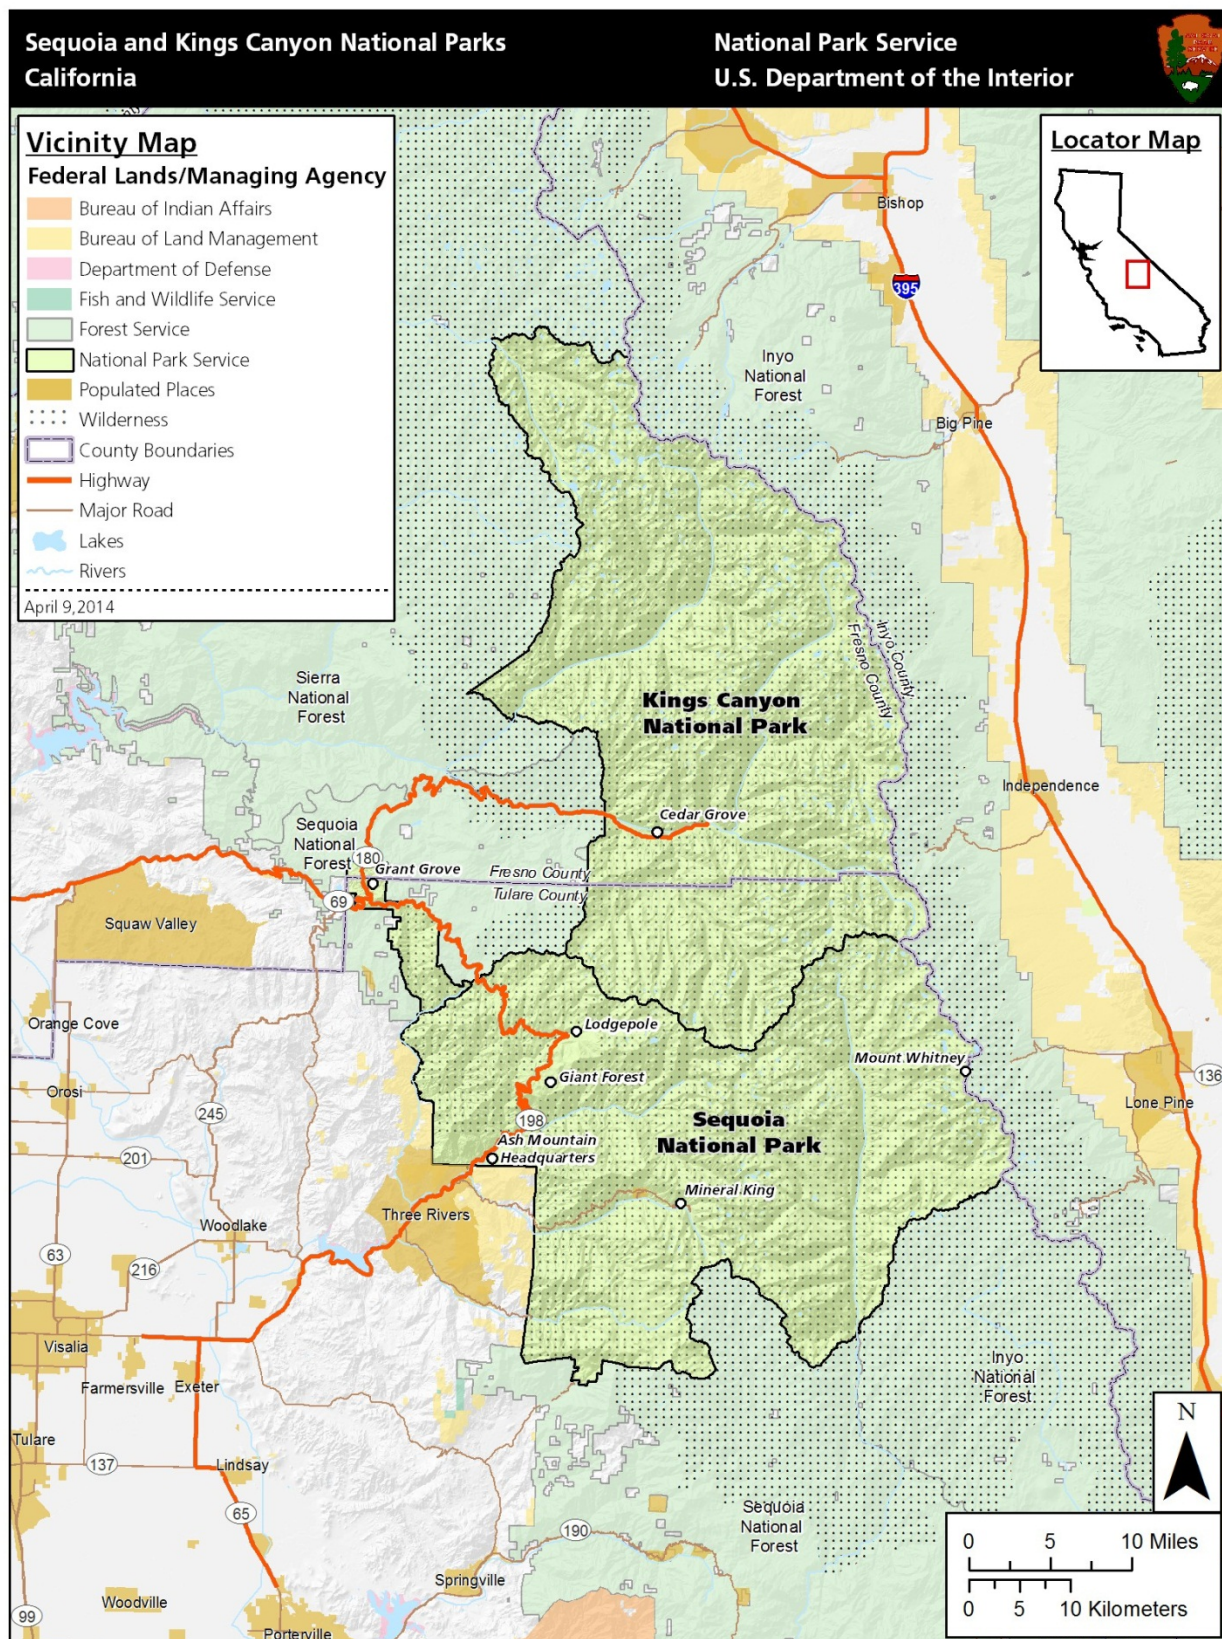 Sequoia and Kings Canyon National Parks
California
National Park Service
U.S. Department of the Interior
Vicinity Map
Federal Lands/Managing Agency
Bureau of Indian Affairs
Bureau of Land Management
Department of Defense
Fish and Wildlife Service
Forest Service
National Park Service
Populated Places
Wilderness
County Boundaries
Highway
Major Road
Lakes
Rivers
April 9,2014
Locator Map
Bishop
395
Inyo
National
Forest
Big Pine
Inyo County
Fresno County
Sierra
National
Forest
Kings Canyon
National Park
Independence
Cedar Grove
Sequoia
National
Forest
180
Grant Grove
Fresno County
Tulare County
69
Squaw Valley
Orange Cove
Lodgepole
Mount Whitney
Giant Forest
136
Orosi
Lone Pine
245
198
Sequoia
National Park
Ash Mountain
Headquarters
201
Mineral King
Three Rivers
Woodlake
63
216
Visalia
Inyo
National
Forest
Farmersville
Exeter
N
Tulare
137
Lindsay
65
Sequoia
National
Forest
190
0 5 10 Miles
Springville
Woodville
0 5 10 Kilometers
99
Porterville